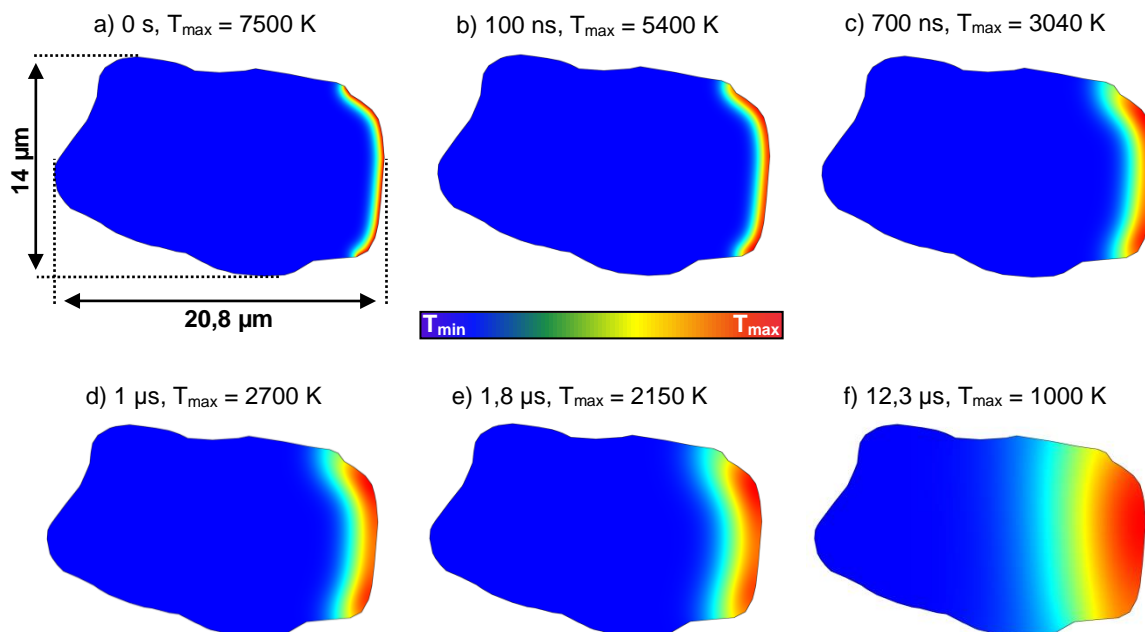 a) 0 s, Tmax = 7500 K
b) 100 ns, Tmax = 5400 K
c) 700 ns, Tmax = 3040 K
14 µm
20,8 µm
Tmin
Tmax
d) 1 µs, Tmax = 2700 K
e) 1,8 µs, Tmax = 2150 K
f) 12,3 µs, Tmax = 1000 K